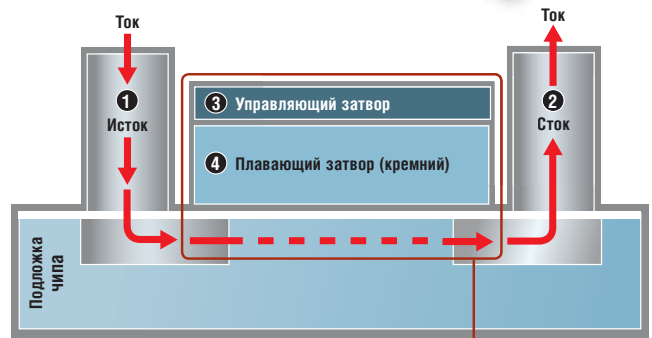 Ток
Ток
1
Исток
3 Управляющий затвор
2
Сток
4 Плавающий затвор (кремний)
Подложка
чипа